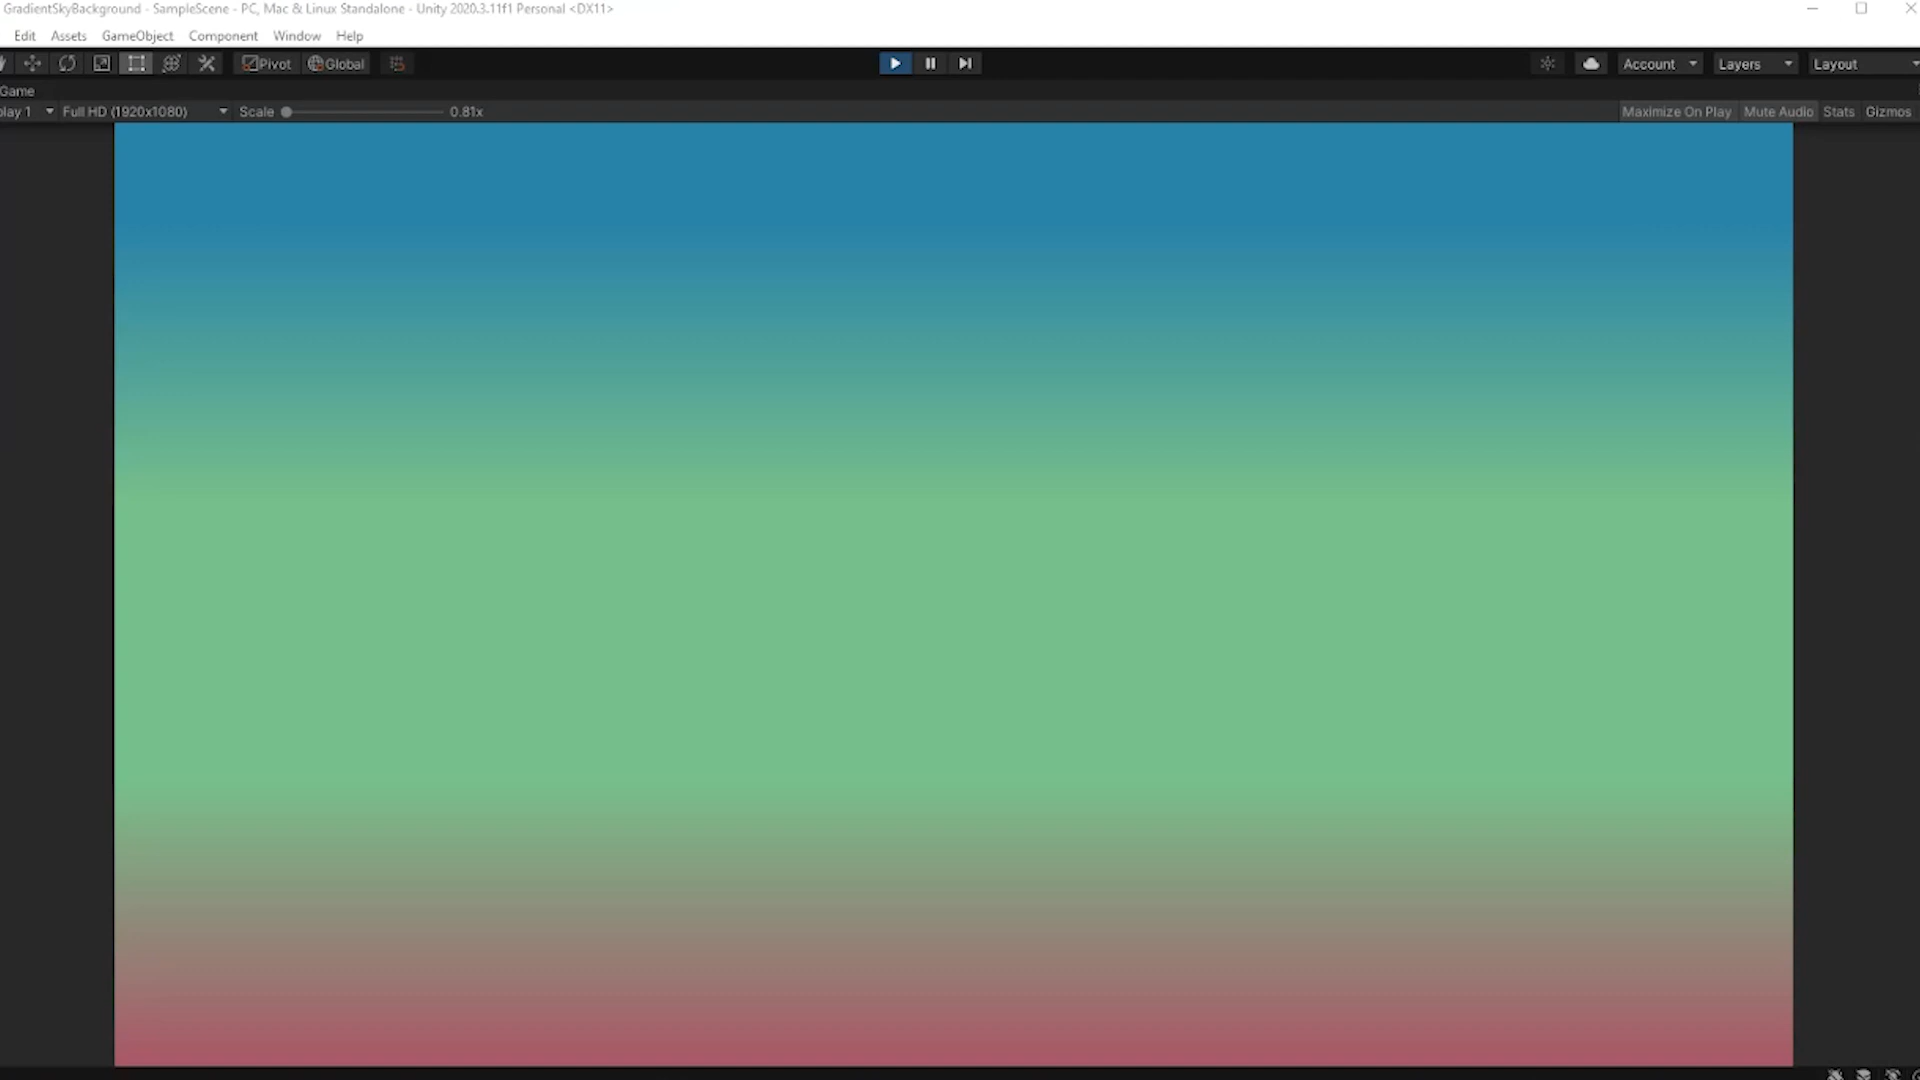 GradientSkyBackground - SampleScene - PC, Mac & Linux Standalone - Unity 2020.3.11f1 Personal <DX11>
Edit Assets GameObject Component Window Help
Pivot Global Account Layers Layout
Game
play 1 Full HD (1920x1080) Scale 0.81x Maximize On Play Mute Audio Stats Gizmos